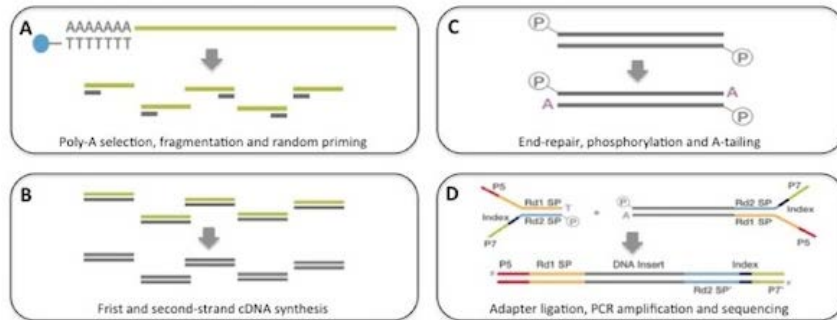 A
AAAAAAA
TTTTTTT
Poly-A selection, fragmentation and random priming
B
Frist and second-strand cDNA synthesis
C
P
P
P
A
A
P
End-repair, phosphorylation and A-tailing
D
P5
Rd1 SP
T
Index
Rd2 SP
P
P7
+
P
A
Rd2 SP
P7
Index
Rd1 SP
P5
P5
Rd1 SP
DNA Insert
Index
Rd2 SP'
P7'
Adapter ligation, PCR amplification and sequencing